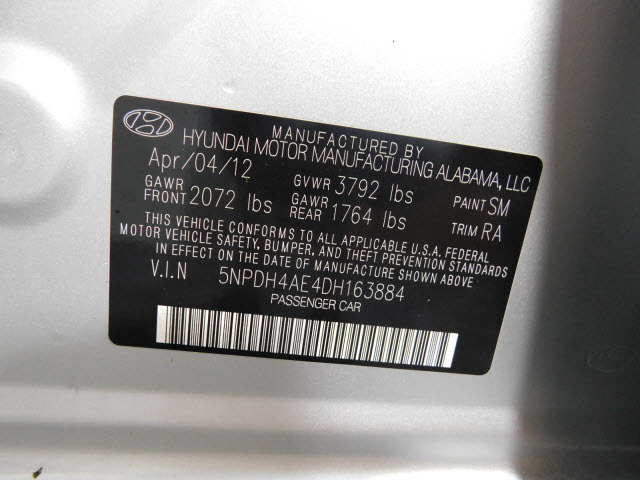 MANUFACTURED BY
HYUNDAI MOTOR MANUFACTURING ALABAMA, LLC
Apr/04/12 GVWR 3792 lbs PAINT SM
GAWR FRONT 2072 lbs GAWR REAR 1764 lbs TRIM RA
THIS VEHICLE CONFORMS TO ALL APPLICABLE U.S.A. FEDERAL
MOTOR VEHICLE SAFETY, BUMPER, AND THEFT PREVENTION STANDARDS
IN EFFECT ON THE DATE OF MANUFACTURE SHOWN ABOVE
V.I.N 5NPDH4AE4DH163884
PASSENGER CAR